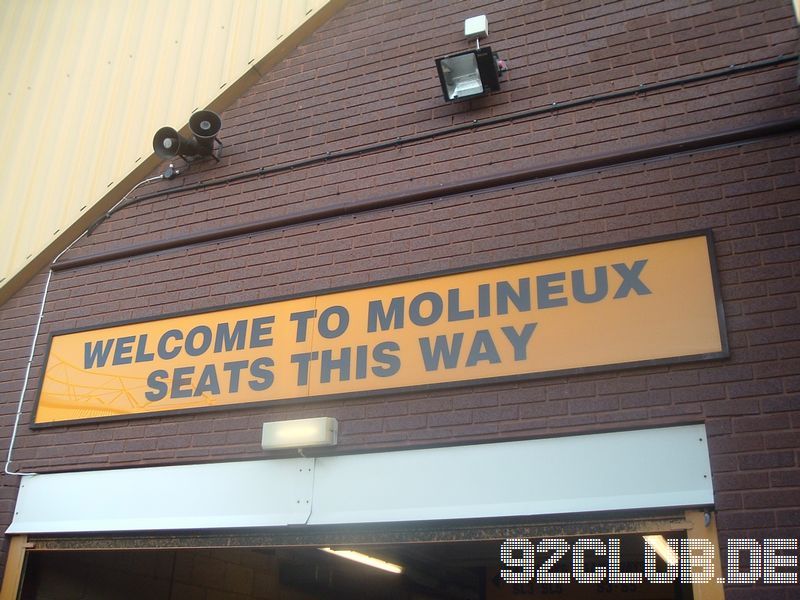 WELCOME TO MOLINEUX
SEATS THIS WAY
92CLUB.DE